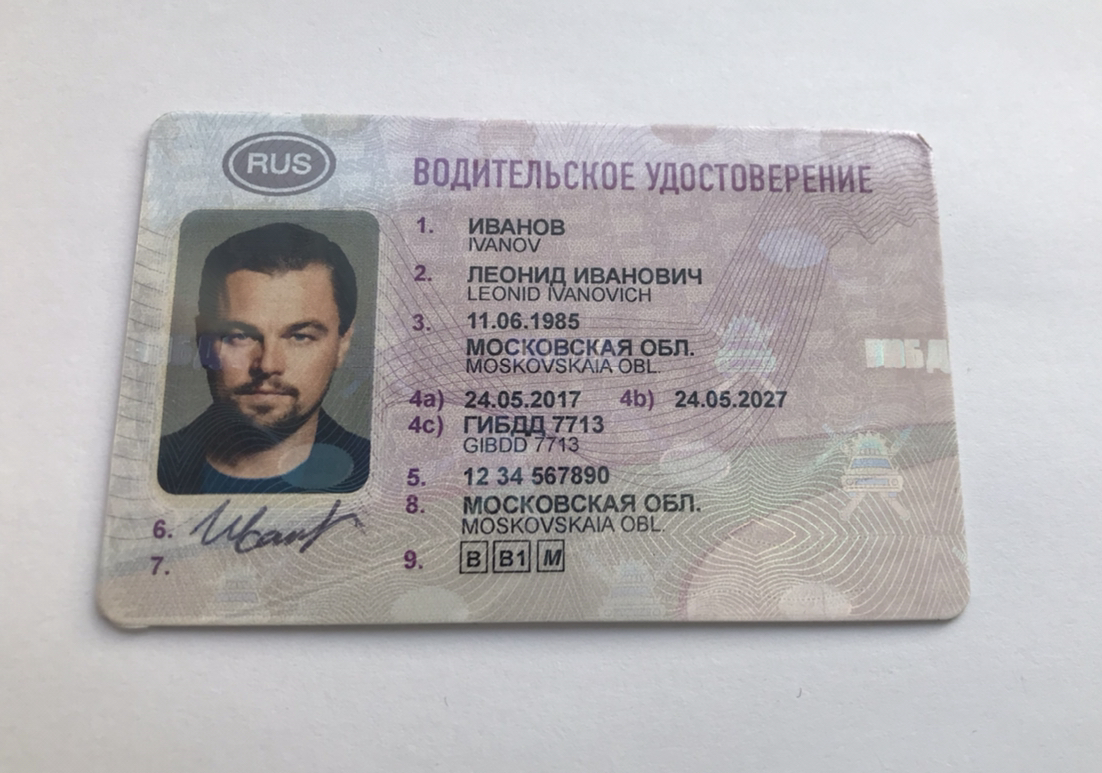 RUS
ВОДИТЕЛЬСКОЕ УДОСТОВЕРЕНИЕ
1. ИВАНОВ
IVANOV
2. ЛЕОНИД ИВАНОВИЧ
LEONID IVANOVICH
3. 11.06.1985
МОСКОВСКАЯ ОБЛ.
MOSKOVSKAIA OBL.
4a) 24.05.2017 4b) 24.05.2027
4c) ГИБДД 7713
GIBDD 7713
5. 12 34 567890
8. МОСКОВСКАЯ ОБЛ.
MOSKOVSKAIA OBL.
6.
7.
9. B B1 M